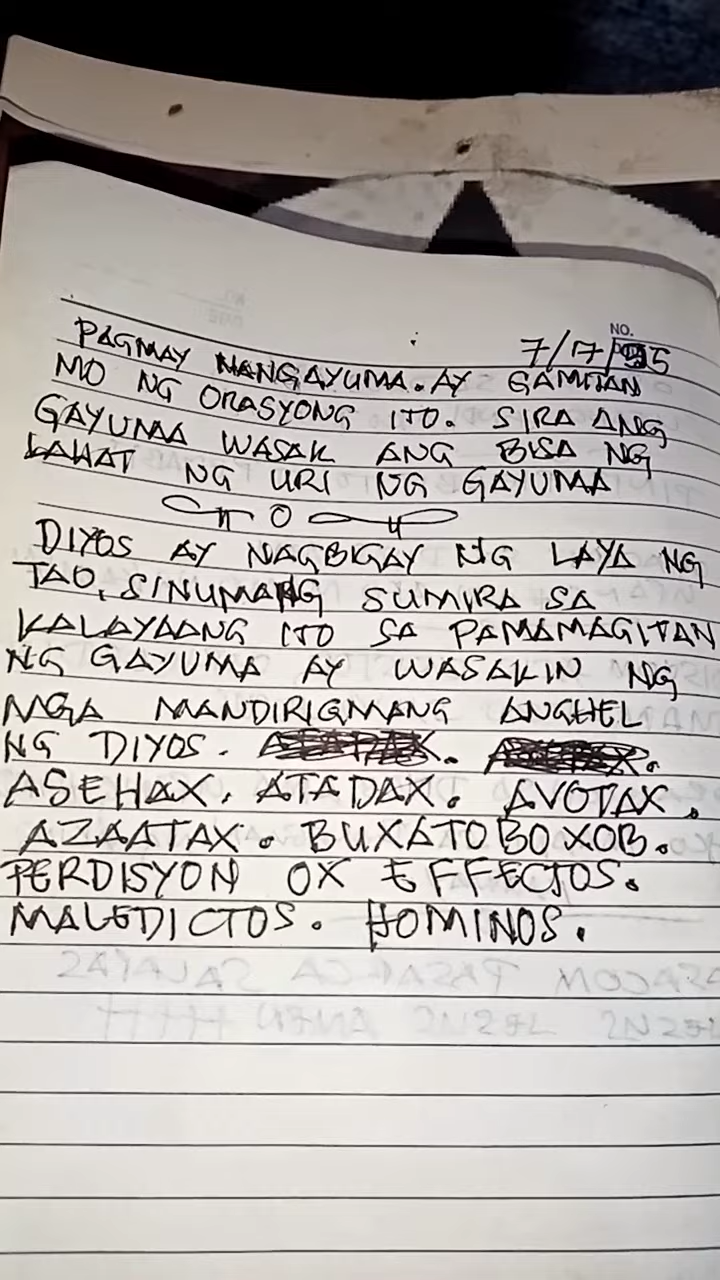 NO.
7/17/95
PAGMAY NANGAYUMA. AY GAMITAN
MO NG ORASYONG ITO. SIRA ANG
GAYUMA WASAK ANG BISA NG
LAHAT NG URI NG GAYUMA
DIYOS AY NAGBIGAY NG LAYA NG
TAO, SINUMANG SUMIRA SA
KALAYAANG ITO SA PAMAMAGITAN
NG GAYUMA AY WASAKIN NG
MGA MANDIRIGMANG ANGHEL
NG DIYOS.
ASEHAX. ATADAX. AVOTAX.
AZAATAX. BUXATOBOXOB.
PERDISYON OX EFFECTOS.
MALEDICTOS. HOMINOS.